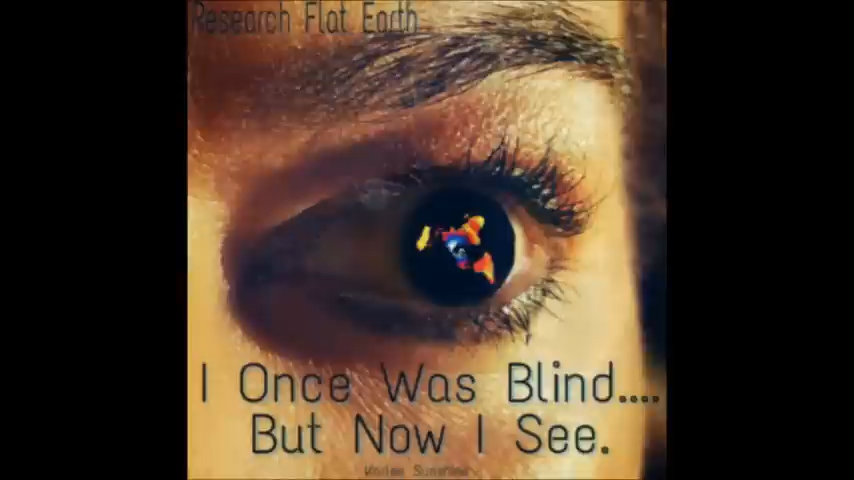 Research Flat Earth
I Once Was Blind....
But Now I See.